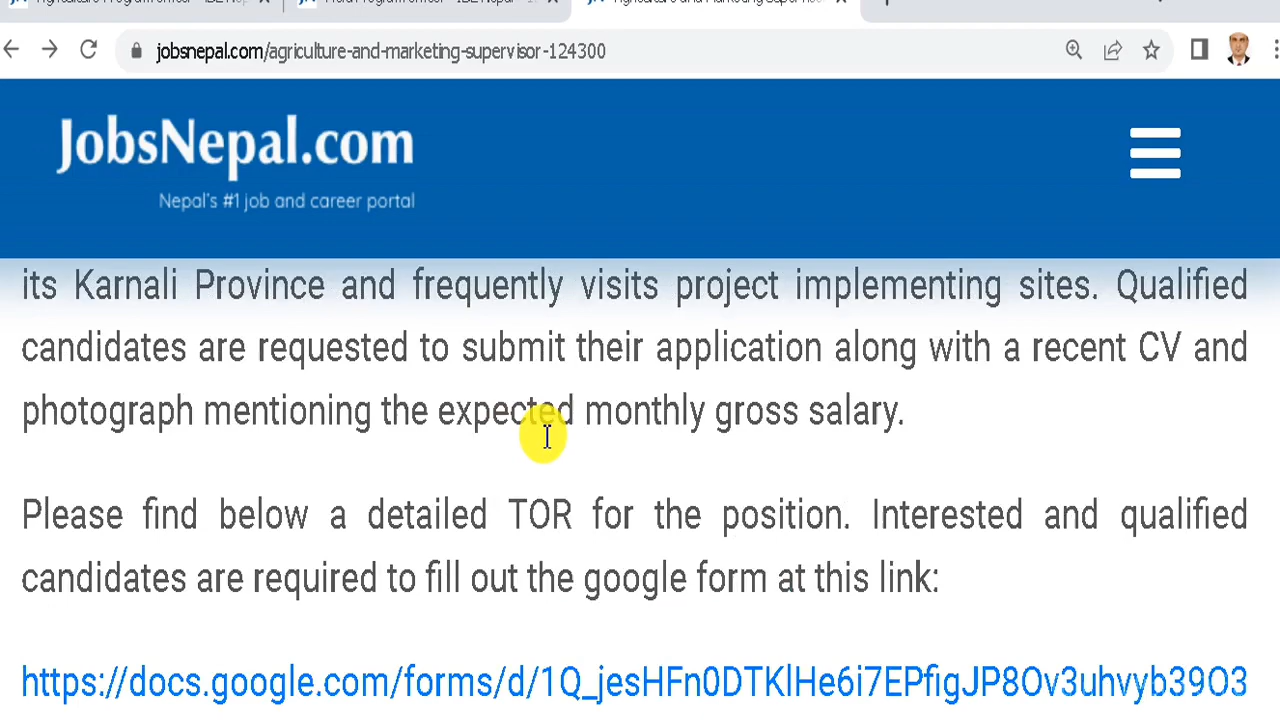 jobsnepal.com/agriculture-and-marketing-supervisor-124300
JobsNepal.com
Nepal's #1 job and career portal
its Karnali Province and frequently visits project implementing sites. Qualified
candidates are requested to submit their application along with a recent CV and
photograph mentioning the expected monthly gross salary.
Please find below a detailed TOR for the position. Interested and qualified
candidates are required to fill out the google form at this link:
https://docs.google.com/forms/d/1Q_jesHFn0DTKlHe6i7EPfigJP8Ov3uhvyb39O3